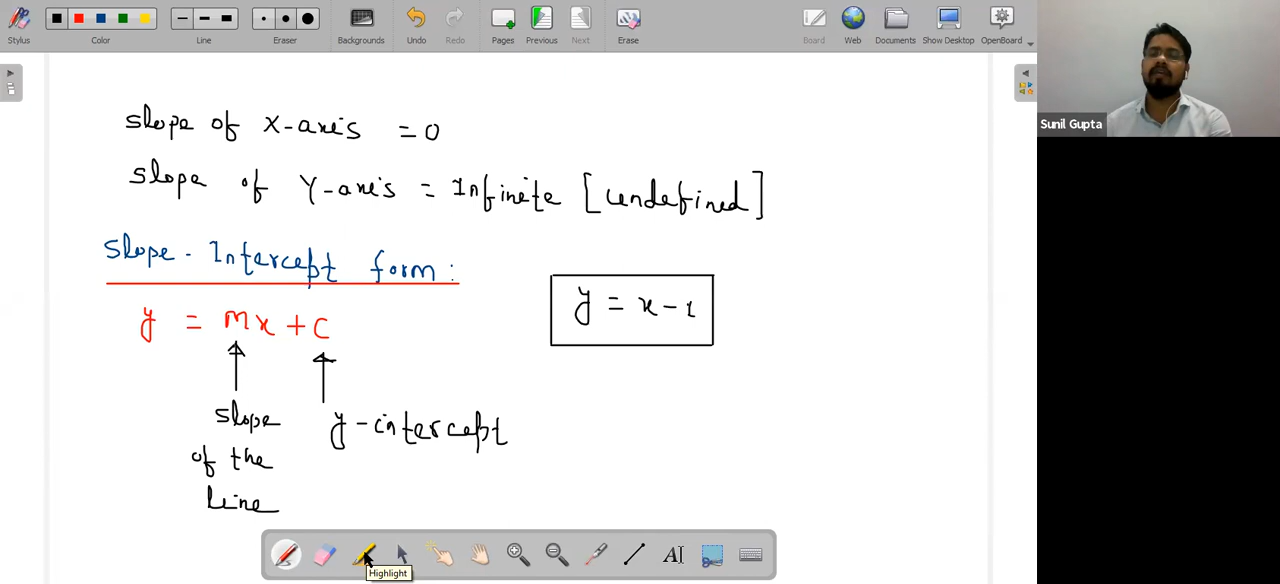 Stylus
Color
Line
Eraser
Backgrounds
Undo
Redo
Pages
Previous
Next
Erase
Board
Web
Documents
Show Desktop
OpenBoard
Sunil Gupta
slope of X-axis = 0
slope of Y-axis = Infinite [undefined]
Slope - Intercept form :
y = mx + c
y = x - 1
slope
of the
line
y-intercept
Highlight